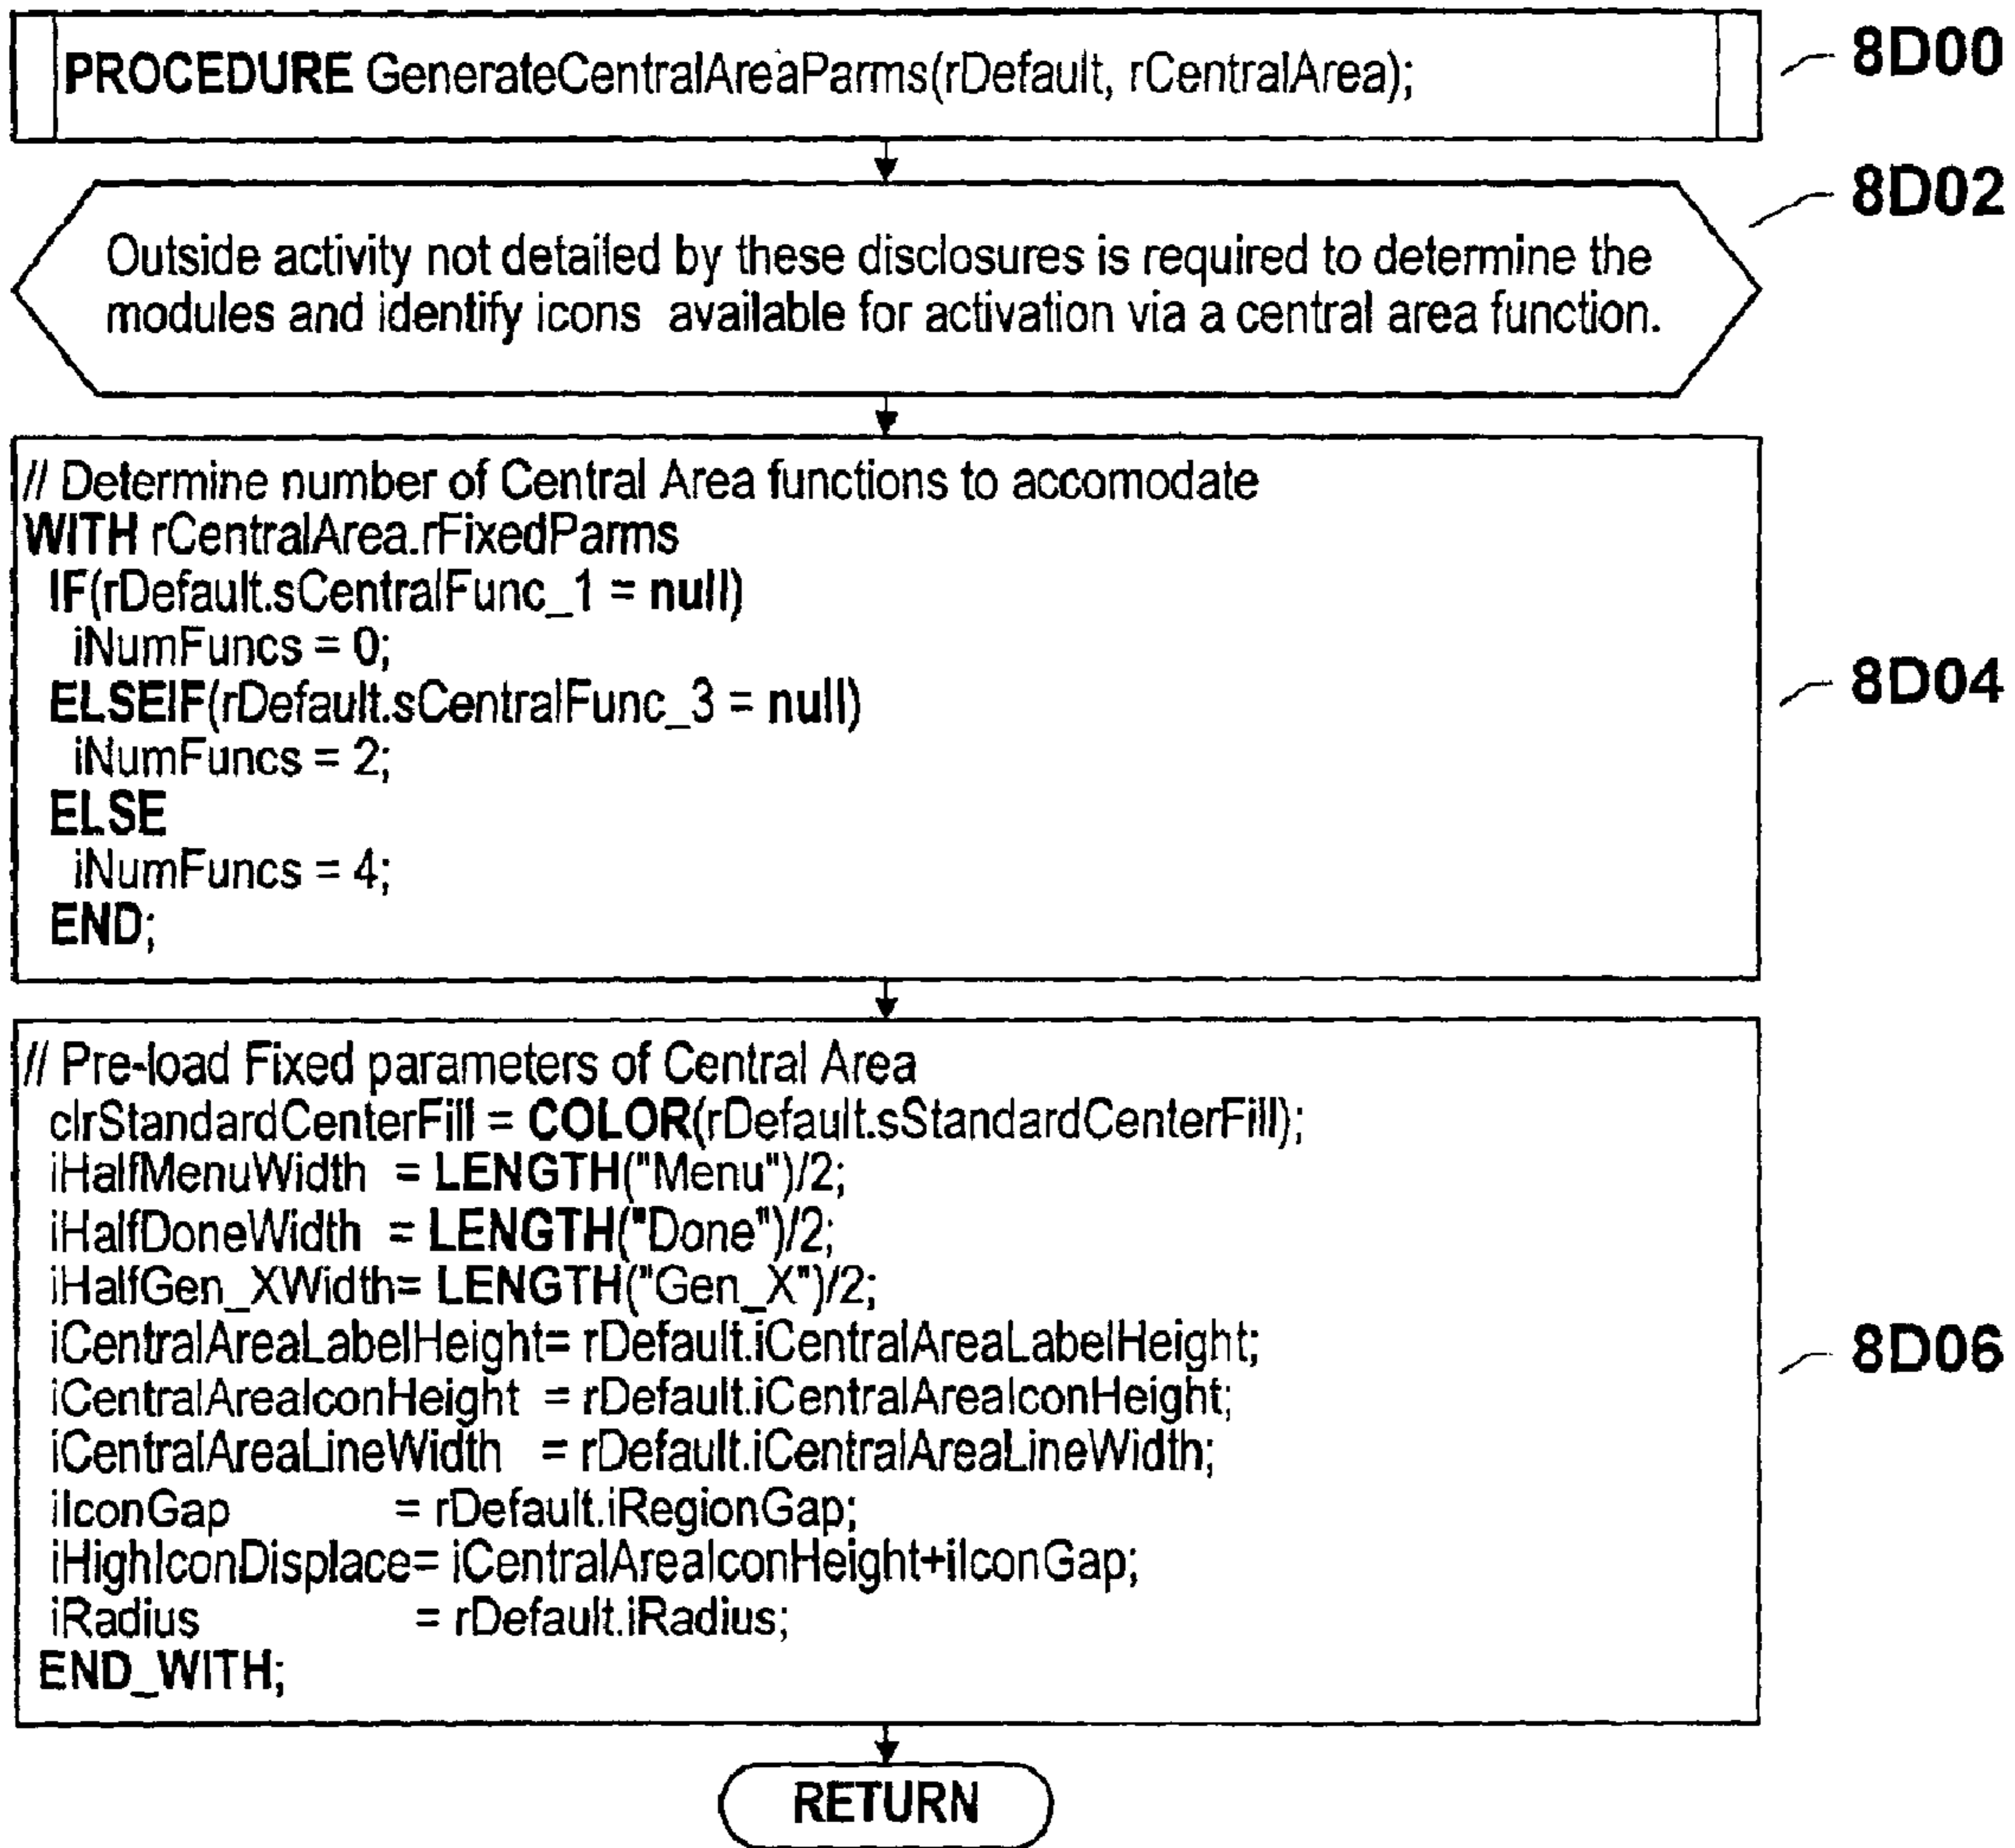 PROCEDURE GenerateCentralAreaParms(rDefault, rCentralArea);
8D00
Outside activity not detailed by these disclosures is required to determine the
modules and identify icons available for activation via a central area function.
8D02
// Determine number of Central Area functions to accomodate
WITH rCentralArea.rFixedParms
IF(rDefault.sCentralFunc_1 = null)
iNumFuncs = 0;
ELSEIF(rDefault.sCentralFunc_3 = null)
iNumFuncs = 2;
ELSE
iNumFuncs = 4;
END;
8D04
// Pre-load Fixed parameters of Central Area
clrStandardCenterFill = COLOR(rDefault.sStandardCenterFill);
iHalfMenuWidth = LENGTH("Menu")/2;
iHalfDoneWidth = LENGTH("Done")/2;
iHalfGen_XWidth= LENGTH("Gen_X")/2;
iCentralAreaLabelHeight= rDefault.iCentralAreaLabelHeight;
iCentralAreaIconHeight = rDefault.iCentralAreaIconHeight;
iCentralAreaLineWidth = rDefault.iCentralAreaLineWidth;
iIconGap = rDefault.iRegionGap;
iHighIconDisplace= iCentralAreaIconHeight+iIconGap;
iRadius = rDefault.iRadius;
END_WITH;
8D06
RETURN